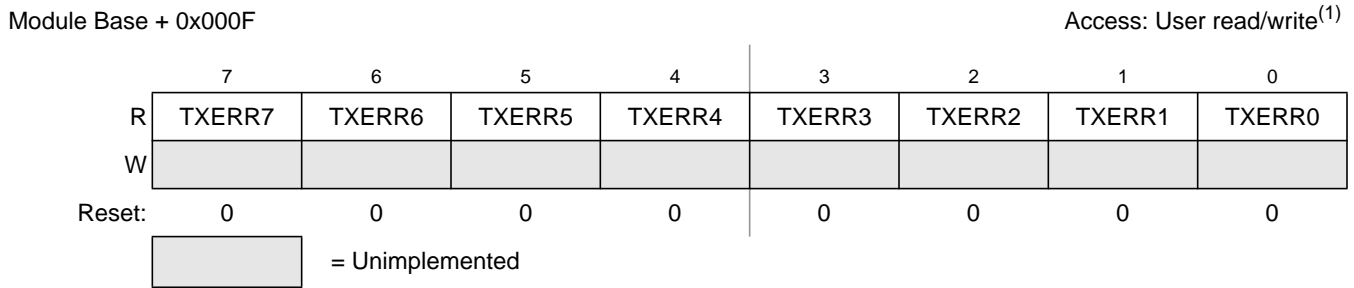 Module Base + 0x000F Access: User read/write(1)
7 6 5 4 3 2 1 0
R TXERR7 TXERR6 TXERR5 TXERR4 TXERR3 TXERR2 TXERR1 TXERR0
W
Reset: 0 0 0 0 0 0 0 0
= Unimplemented